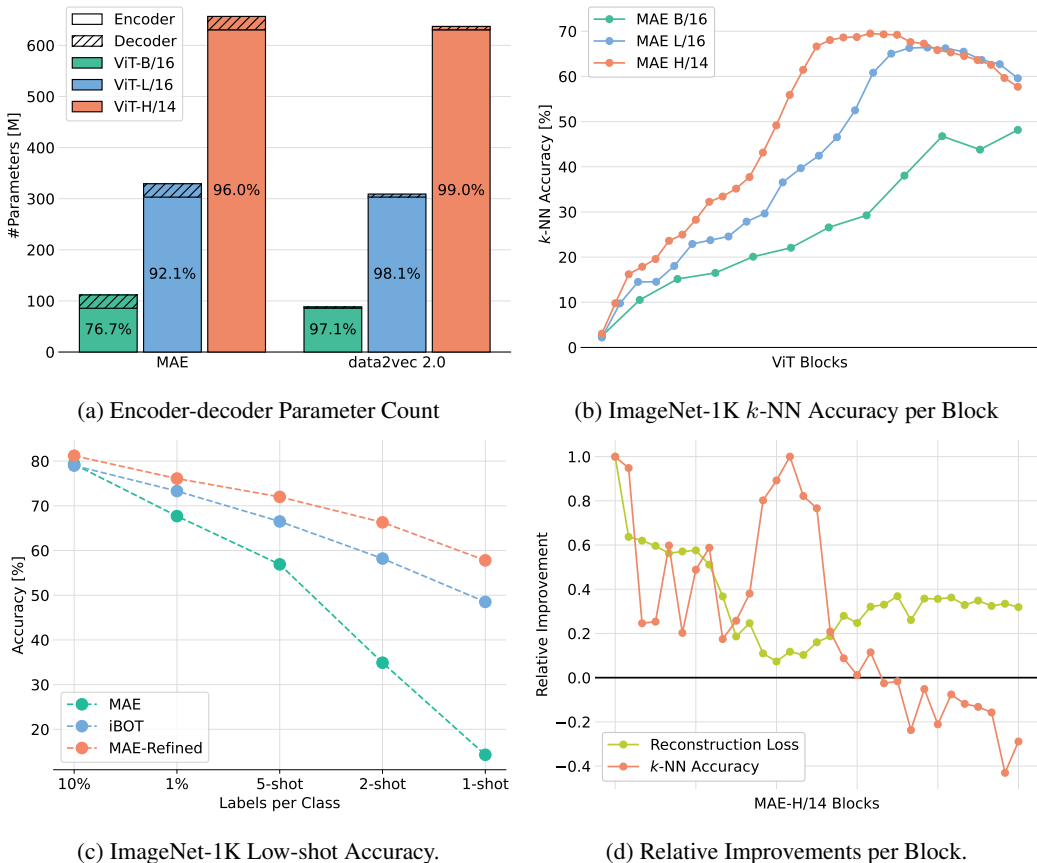 Encoder
Decoder
ViT-B/16
ViT-L/16
ViT-H/14
#Parameters [M]
600
500
400
300
200
100
0
76.7%
92.1%
96.0%
97.1%
98.1%
99.0%
MAE
data2vec 2.0
(a) Encoder-decoder Parameter Count
MAE B/16
MAE L/16
MAE H/14
k-NN Accuracy [%]
70
60
50
40
30
20
10
0
ViT Blocks
(b) ImageNet-1K k-NN Accuracy per Block
Accuracy [%]
80
70
60
50
40
30
20
MAE
iBOT
MAE-Refined
10%
1%
5-shot
2-shot
1-shot
Labels per Class
(c) ImageNet-1K Low-shot Accuracy.
Relative Improvement
1.0
0.8
0.6
0.4
0.2
0.0
−0.2
−0.4
Reconstruction Loss
k-NN Accuracy
MAE-H/14 Blocks
(d) Relative Improvements per Block.